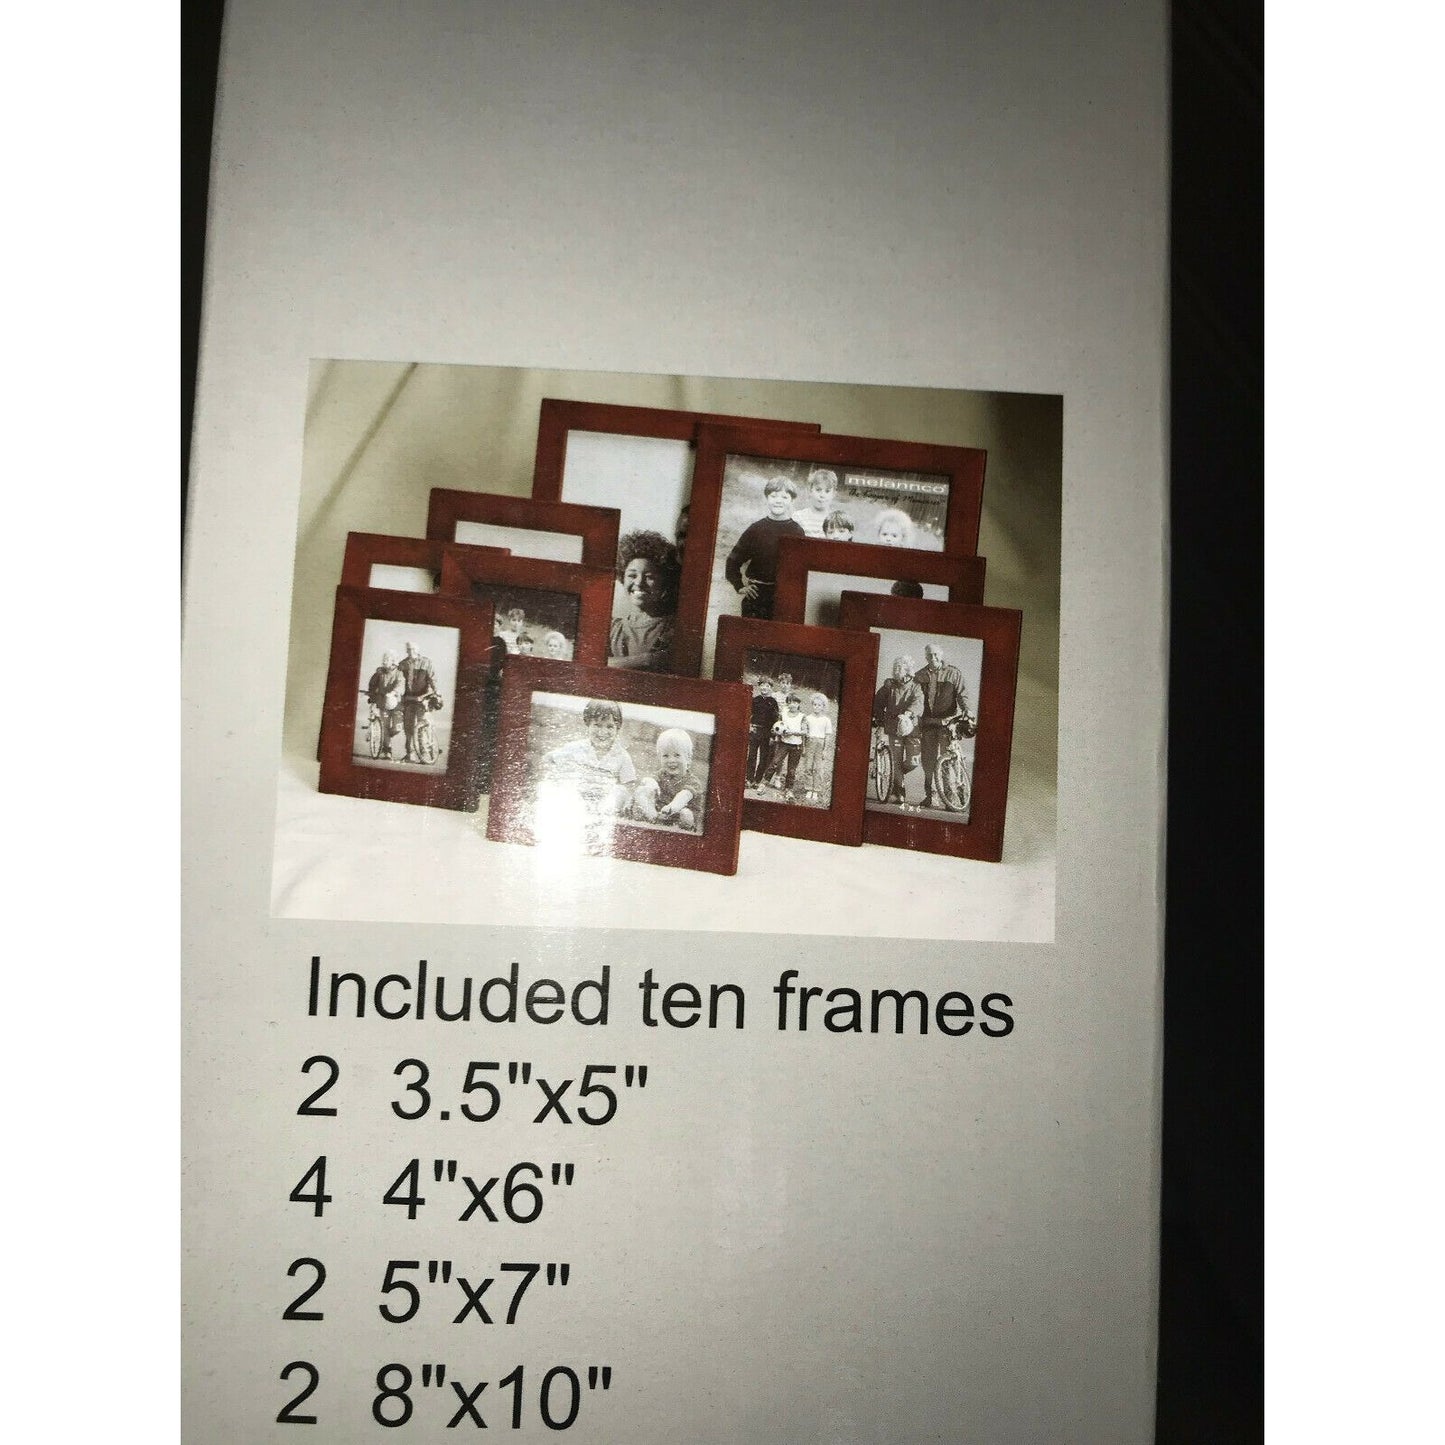 melannco
Included ten frames
2 3.5"x5"
4 4"x6"
2 5"x7"
2 8"x10"